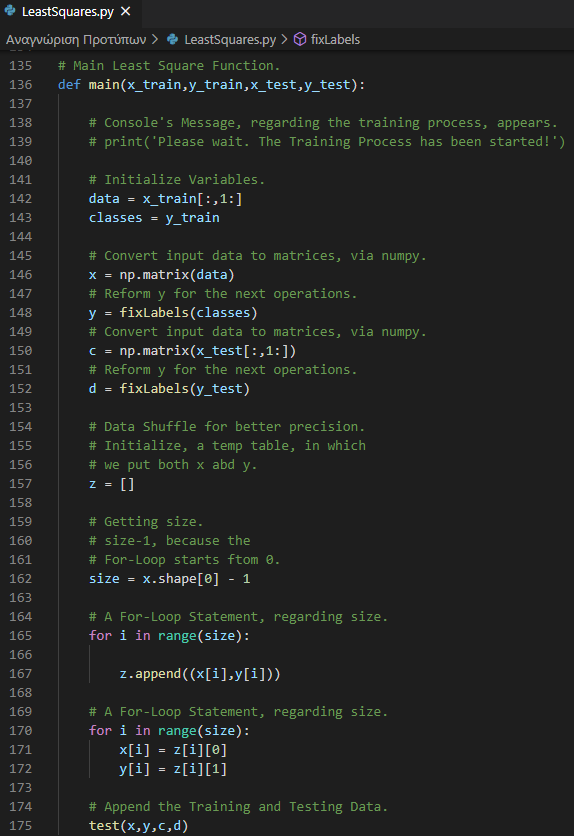 LeastSquares.py
Αναγνώριση Προτύπων > LeastSquares.py > fixLabels
135 # Main Least Square Function.
136 def main(x_train,y_train,x_test,y_test):
137
138     # Console's Message, regarding the training process, appears.
139     # print('Please wait. The Training Process has been started!')
140
141     # Initialize Variables.
142     data = x_train[:,1:]
143     classes = y_train
144
145     # Convert input data to matrices, via numpy.
146     x = np.matrix(data)
147     # Reform y for the next operations.
148     y = fixLabels(classes)
149     # Convert input data to matrices, via numpy.
150     c = np.matrix(x_test[:,1:])
151     # Reform y for the next operations.
152     d = fixLabels(y_test)
153
154     # Data Shuffle for better precision.
155     # Initialize, a temp table, in which
156     # we put both x abd y.
157     z = []
158
159     # Getting size.
160     # size-1, because the
161     # For-Loop starts ftom 0.
162     size = x.shape[0] - 1
163
164     # A For-Loop Statement, regarding size.
165     for i in range(size):
166
167         z.append((x[i],y[i]))
168
169     # A For-Loop Statement, regarding size.
170     for i in range(size):
171         x[i] = z[i][0]
172         y[i] = z[i][1]
173
174     # Append the Training and Testing Data.
175     test(x,y,c,d)